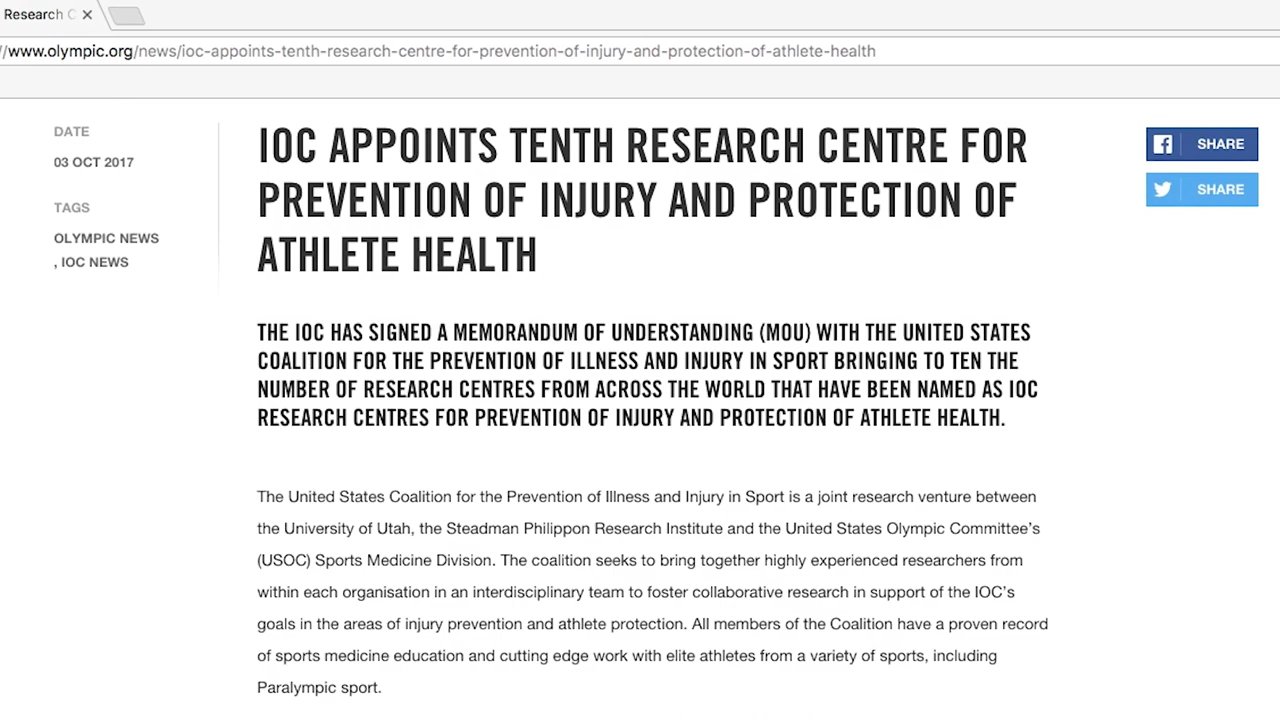 Research C
//www.olympic.org/news/ioc-appoints-tenth-research-centre-for-prevention-of-injury-and-protection-of-athlete-health
DATE
03 OCT 2017
TAGS
OLYMPIC NEWS
, IOC NEWS
IOC APPOINTS TENTH RESEARCH CENTRE FOR
PREVENTION OF INJURY AND PROTECTION OF
ATHLETE HEALTH
SHARE
SHARE
THE IOC HAS SIGNED A MEMORANDUM OF UNDERSTANDING (MOU) WITH THE UNITED STATES
COALITION FOR THE PREVENTION OF ILLNESS AND INJURY IN SPORT BRINGING TO TEN THE
NUMBER OF RESEARCH CENTRES FROM ACROSS THE WORLD THAT HAVE BEEN NAMED AS IOC
RESEARCH CENTRES FOR PREVENTION OF INJURY AND PROTECTION OF ATHLETE HEALTH.
The United States Coalition for the Prevention of Illness and Injury in Sport is a joint research venture between
the University of Utah, the Steadman Philippon Research Institute and the United States Olympic Committee’s
(USOC) Sports Medicine Division. The coalition seeks to bring together highly experienced researchers from
within each organisation in an interdisciplinary team to foster collaborative research in support of the IOC’s
goals in the areas of injury prevention and athlete protection. All members of the Coalition have a proven record
of sports medicine education and cutting edge work with elite athletes from a variety of sports, including
Paralympic sport.